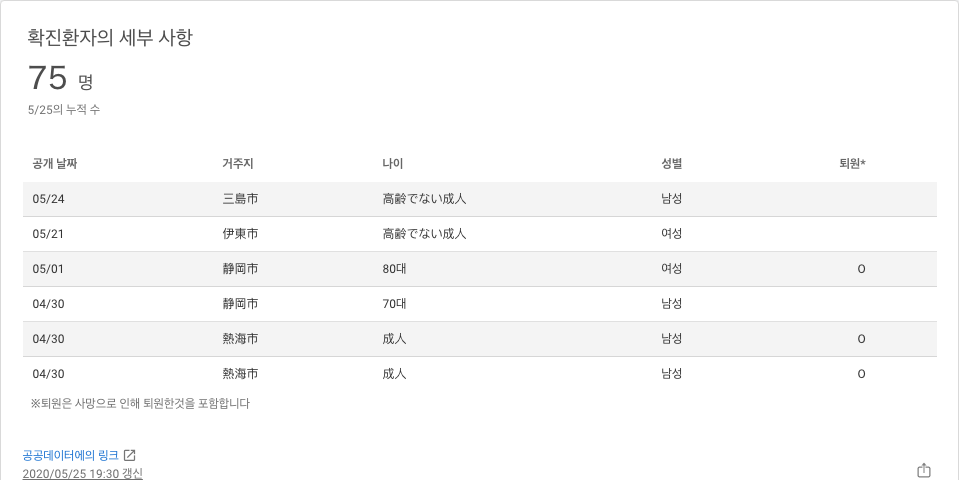 확진환자의 세부 사항
75 명
5/25의 누적 수
공개 날짜 거주지 나이 성별 퇴원*
05/24 三島市 高齢でない成人 남성
05/21 伊東市 高齢でない成人 여성
05/01 静岡市 80대 여성 O
04/30 静岡市 70대 남성
04/30 熱海市 成人 남성 O
04/30 熱海市 成人 남성 O
※퇴원은 사망으로 인해 퇴원한것을 포함합니다
공공데이터에의 링크
2020/05/25 19:30 갱신